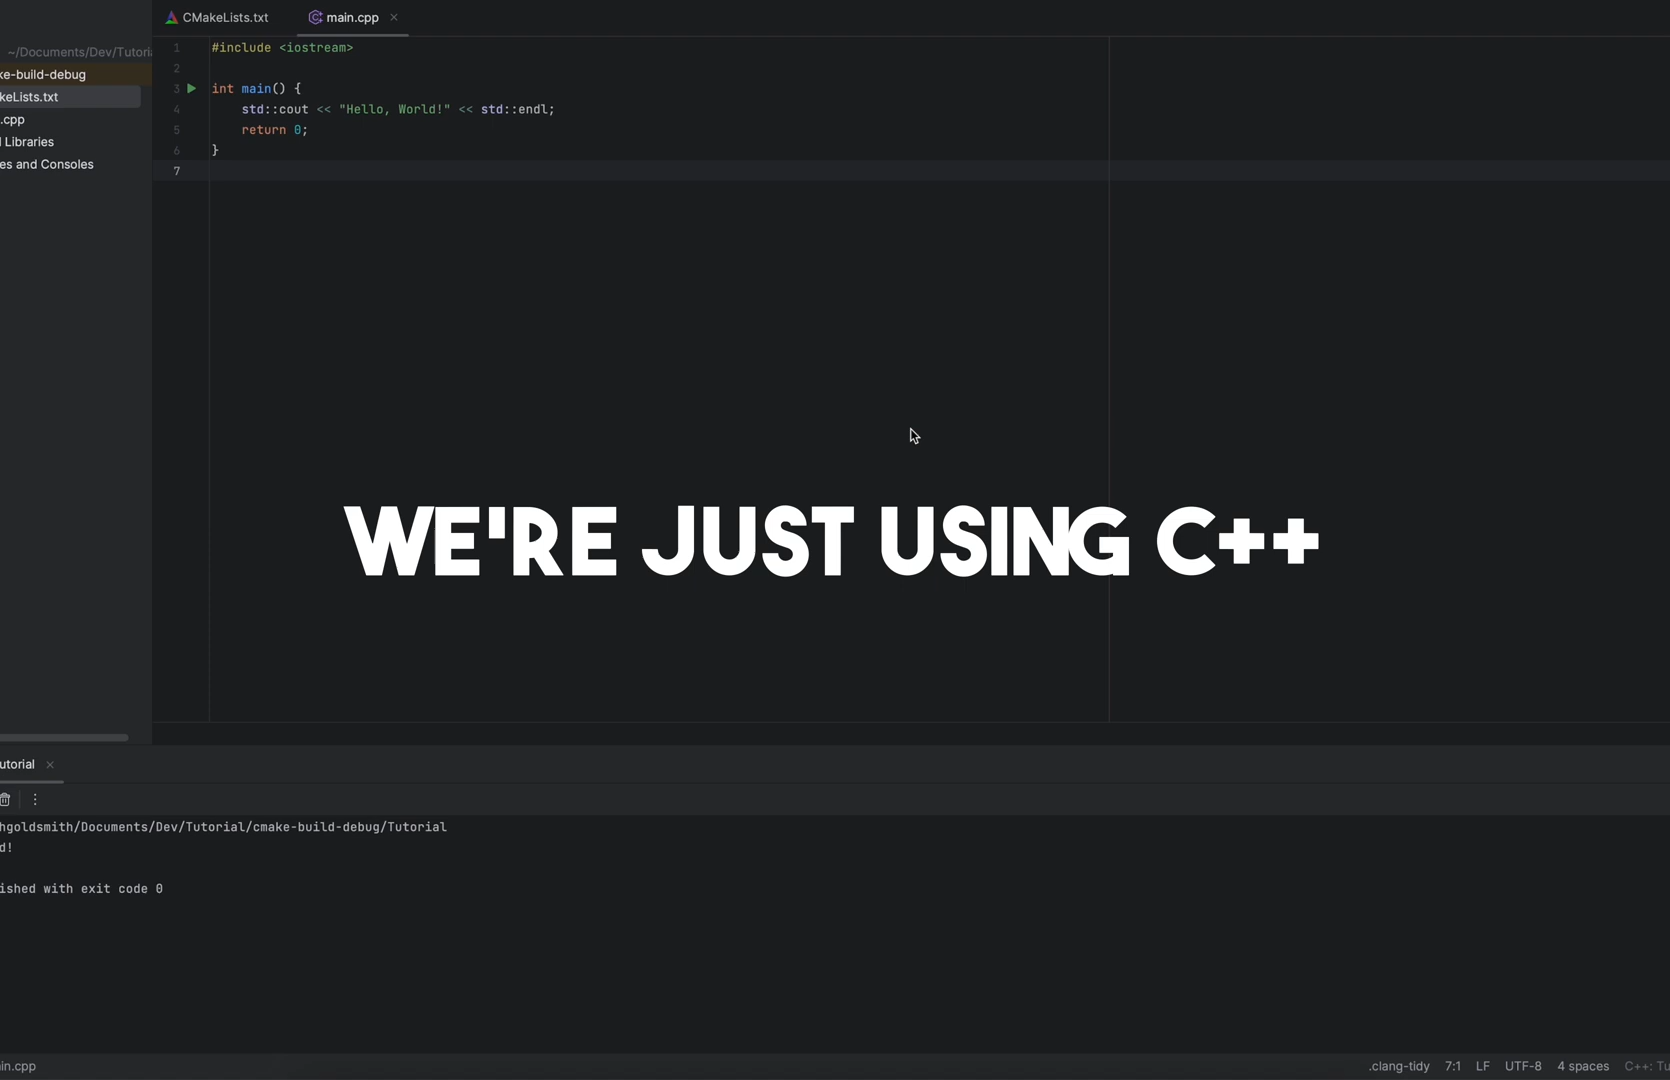 CMakeLists.txt
main.cpp
~/Documents/Dev/Tutori
ke-build-debug
keLists.txt
.cpp
l Libraries
es and Consoles
1 #include <iostream>
2
3 int main() {
4 std::cout << "Hello, World!" << std::endl;
5 return 0;
6 }
7
WE'RE JUST USING C++
utorial
hgoldsmith/Documents/Dev/Tutorial/cmake-build-debug/Tutorial
d!
ished with exit code 0
in.cpp
.clang-tidy 7:1 LF UTF-8 4 spaces C++: Tu